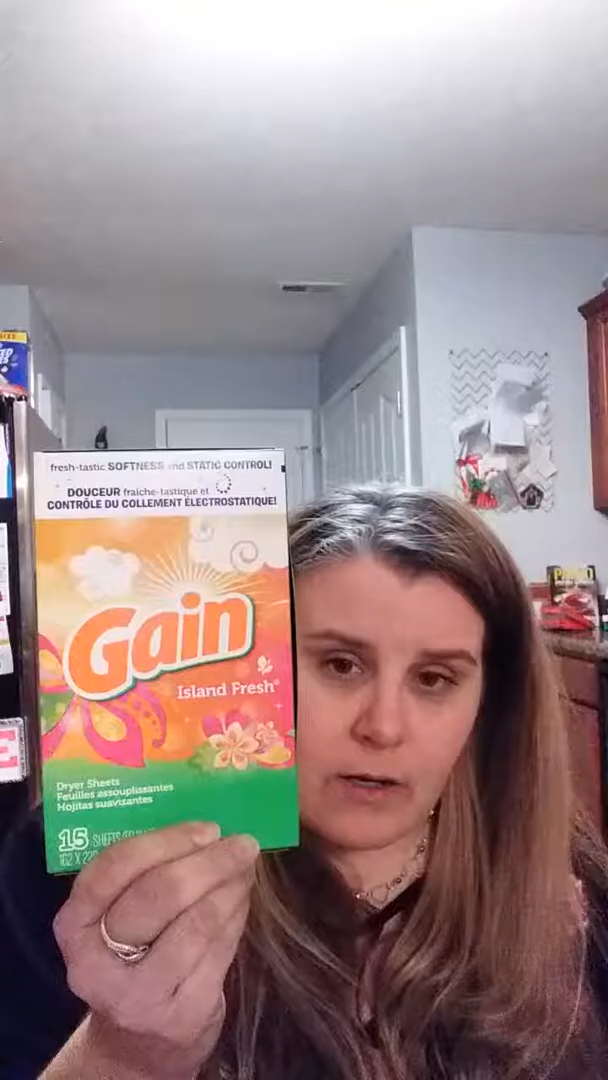 fresh-tastic SOFTNESS and STATIC CONTROL!
DOUCEUR fraîche-tastique et
CONTRÔLE DU COLLEMENT ÉLECTROSTATIQUE!
Gain
Island Fresh®
Dryer Sheets
Feuilles assouplissantes
Hojitas suavizantes
15 SHEETS